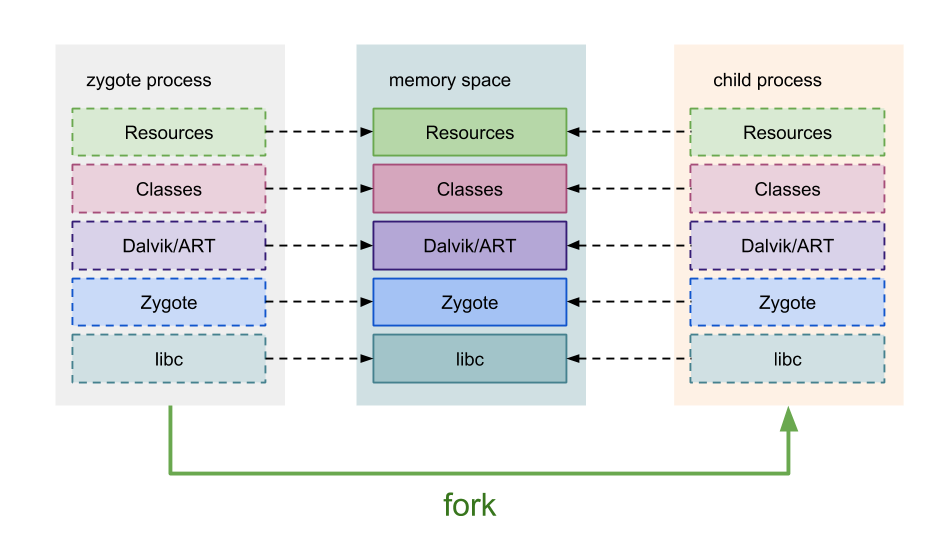 zygote process
memory space
child process
Resources
Resources
Resources
Classes
Classes
Classes
Dalvik/ART
Dalvik/ART
Dalvik/ART
Zygote
Zygote
Zygote
libc
libc
libc
fork